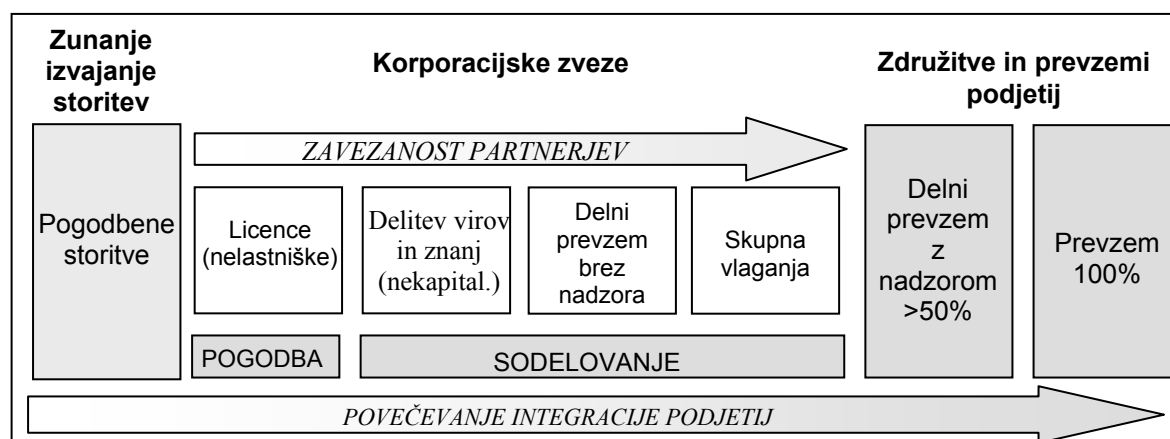 Zunanje
izvajanje
storitev
Korporacijske zveze
Združitve in prevzemi
podjetij
ZAVEZANOST PARTNERJEV
Pogodbene
storitve
Licence
(nelastniške)
Delitev virov
in znanj
(nekapital.)
Delni
prevzem
brez
nadzora
Skupna
vlaganja
Delni
prevzem
z
nadzorom
>50%
Prevzem
100%
POGODBA
SODELOVANJE
POVEČEVANJE INTEGRACIJE PODJETIJ